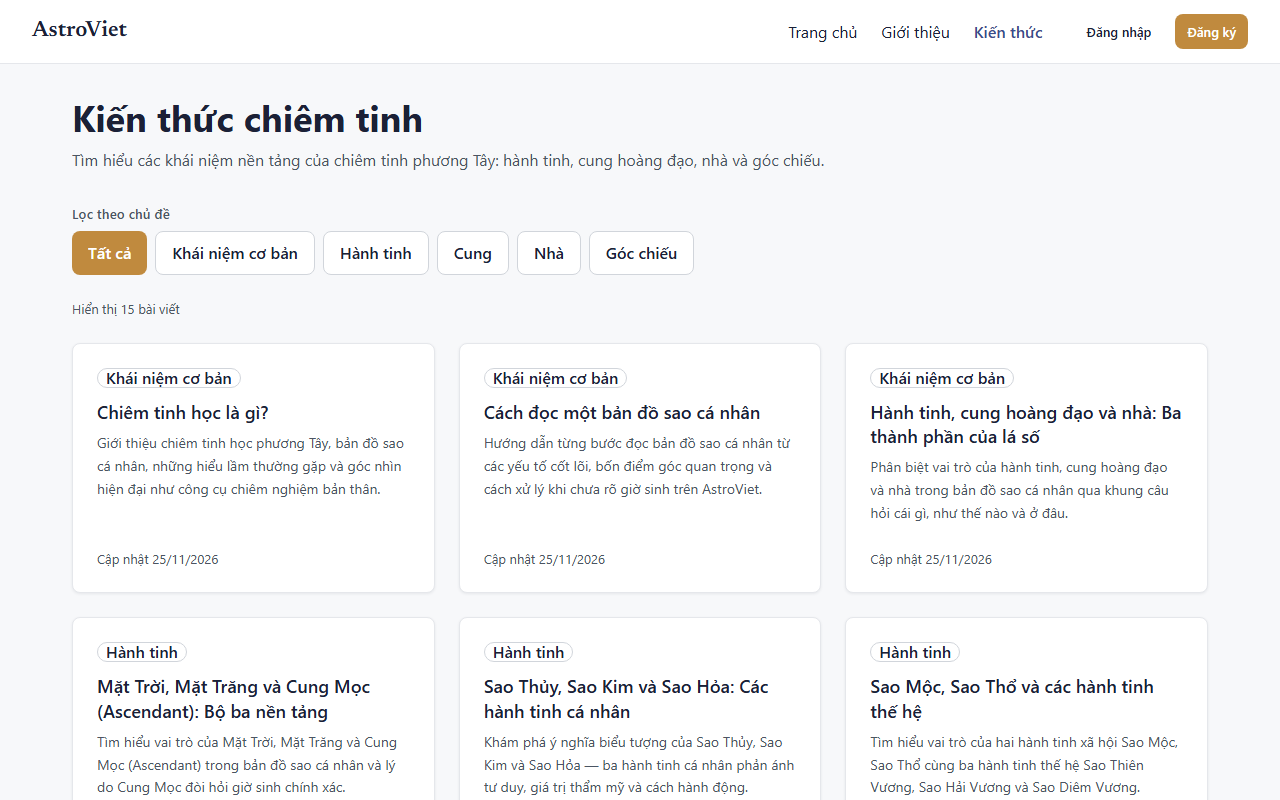 AstroViet
Trang chủ
Giới thiệu
Kiến thức
Đăng nhập
Đăng ký
Kiến thức chiêm tinh
Tìm hiểu các khái niệm nền tảng của chiêm tinh phương Tây: hành tinh, cung hoàng đạo, nhà và góc chiếu.
Lọc theo chủ đề
Tất cả
Khái niệm cơ bản
Hành tinh
Cung
Nhà
Góc chiếu
Hiển thị 15 bài viết
Khái niệm cơ bản
Chiêm tinh học là gì?
Giới thiệu chiêm tinh học phương Tây, bản đồ sao
cá nhân, những hiểu lầm thường gặp và góc nhìn
hiện đại như công cụ chiêm nghiệm bản thân.
Cập nhật 25/11/2026
Khái niệm cơ bản
Cách đọc một bản đồ sao cá nhân
Hướng dẫn từng bước đọc bản đồ sao cá nhân từ
các yếu tố cốt lõi, bốn điểm góc quan trọng và
cách xử lý khi chưa rõ giờ sinh trên AstroViet.
Cập nhật 25/11/2026
Khái niệm cơ bản
Hành tinh, cung hoàng đạo và nhà: Ba
thành phần của lá số
Phân biệt vai trò của hành tinh, cung hoàng đạo
và nhà trong bản đồ sao cá nhân qua khung câu
hỏi cái gì, như thế nào và ở đâu.
Cập nhật 25/11/2026
Hành tinh
Mặt Trời, Mặt Trăng và Cung Mọc
(Ascendant): Bộ ba nền tảng
Tìm hiểu vai trò của Mặt Trời, Mặt Trăng và Cung
Mọc (Ascendant) trong bản đồ sao cá nhân và lý
do Cung Mọc đòi hỏi giờ sinh chính xác.
Hành tinh
Sao Thủy, Sao Kim và Sao Hỏa: Các
hành tinh cá nhân
Khám phá ý nghĩa biểu tượng của Sao Thủy, Sao
Kim và Sao Hỏa — ba hành tinh cá nhân phản ánh
tư duy, giá trị thẩm mỹ và cách hành động.
Hành tinh
Sao Mộc, Sao Thổ và các hành tinh
thế hệ
Tìm hiểu vai trò của hai hành tinh xã hội Sao Mộc,
Sao Thổ cùng ba hành tinh thế hệ Sao Thiên
Vương, Sao Hải Vương và Sao Diêm Vương.